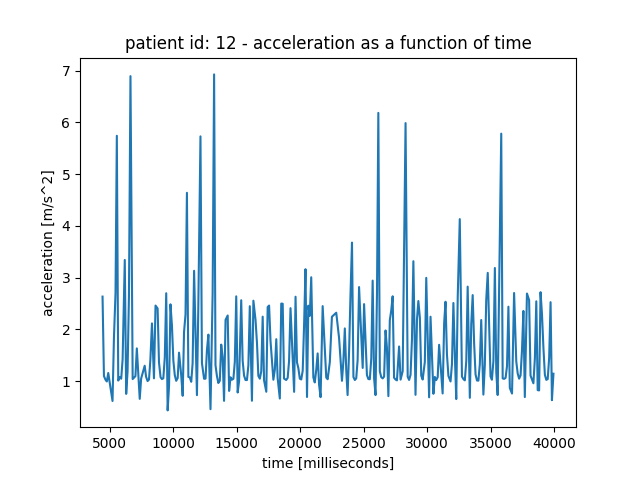 patient id: 12 - acceleration as a function of time
acceleration [m/s^2]
7
6
5
4
3
2
1
5000 10000 15000 20000 25000 30000 35000 40000
time [milliseconds]